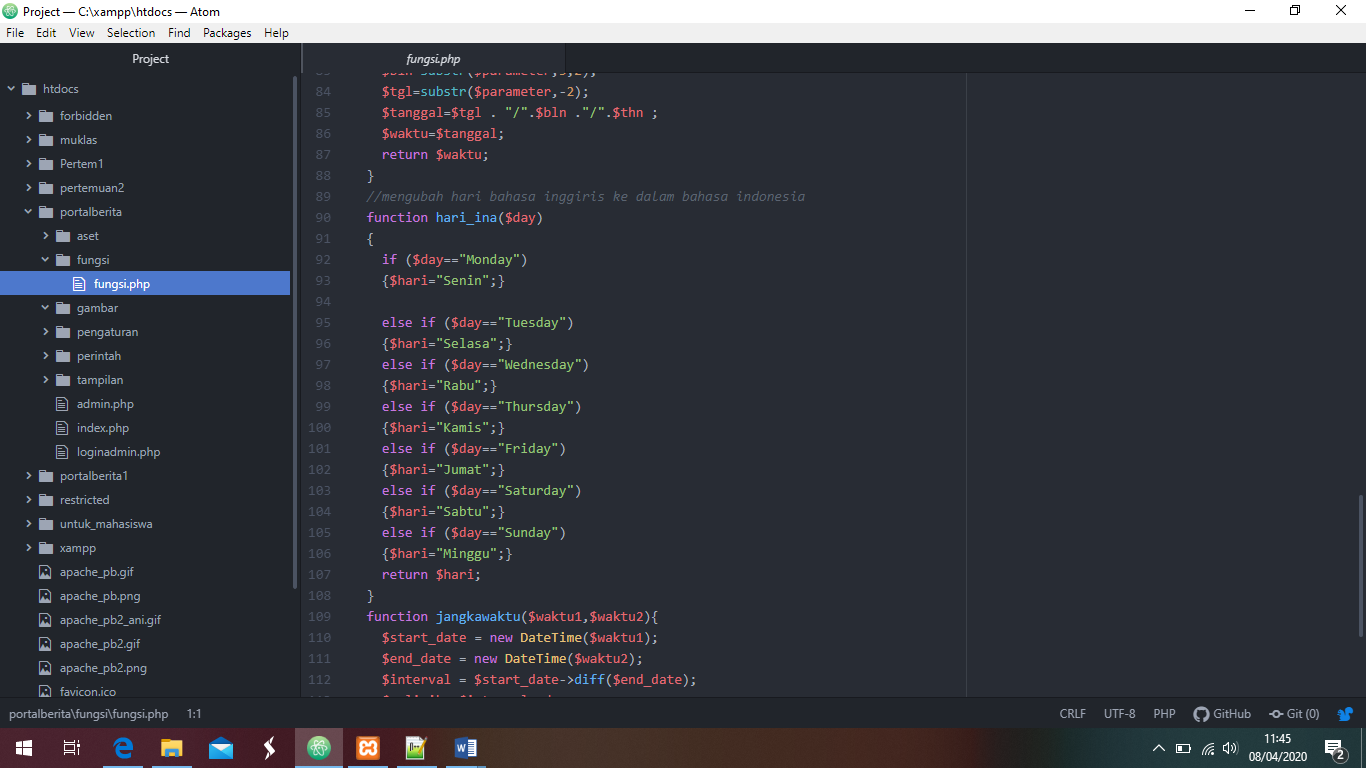 Project — C:\xampp\htdocs — Atom
File Edit View Selection Find Packages Help
Project
htdocs
forbidden
muklas
Pertem1
pertemuan2
portalberita
aset
fungsi
fungsi.php
gambar
pengaturan
perintah
tampilan
admin.php
index.php
loginadmin.php
portalberita1
restricted
untuk_mahasiswa
xampp
apache_pb.gif
apache_pb.png
apache_pb2_ani.gif
apache_pb2.gif
apache_pb2.png
favicon.ico
fungsi.php
84 $tgl=substr($parameter,-2);
85 $tanggal=$tgl . "/".$bln ."/".$thn ;
86 $waktu=$tanggal;
87 return $waktu;
88 }
89 //mengubah hari bahasa inggiris ke dalam bahasa indonesia
90 function hari_ina($day)
91 {
92 if ($day=="Monday")
93 {$hari="Senin";}
94
95 else if ($day=="Tuesday")
96 {$hari="Selasa";}
97 else if ($day=="Wednesday")
98 {$hari="Rabu";}
99 else if ($day=="Thursday")
100 {$hari="Kamis";}
101 else if ($day=="Friday")
102 {$hari="Jumat";}
103 else if ($day=="Saturday")
104 {$hari="Sabtu";}
105 else if ($day=="Sunday")
106 {$hari="Minggu";}
107 return $hari;
108 }
109 function jangkawaktu($waktu1,$waktu2){
110 $start_date = new DateTime($waktu1);
111 $end_date = new DateTime($waktu2);
112 $interval = $start_date->diff($end_date);
portalberita\fungsi\fungsi.php 1:1
CRLF UTF-8 PHP GitHub Git (0)
11:45
08/04/2020
2